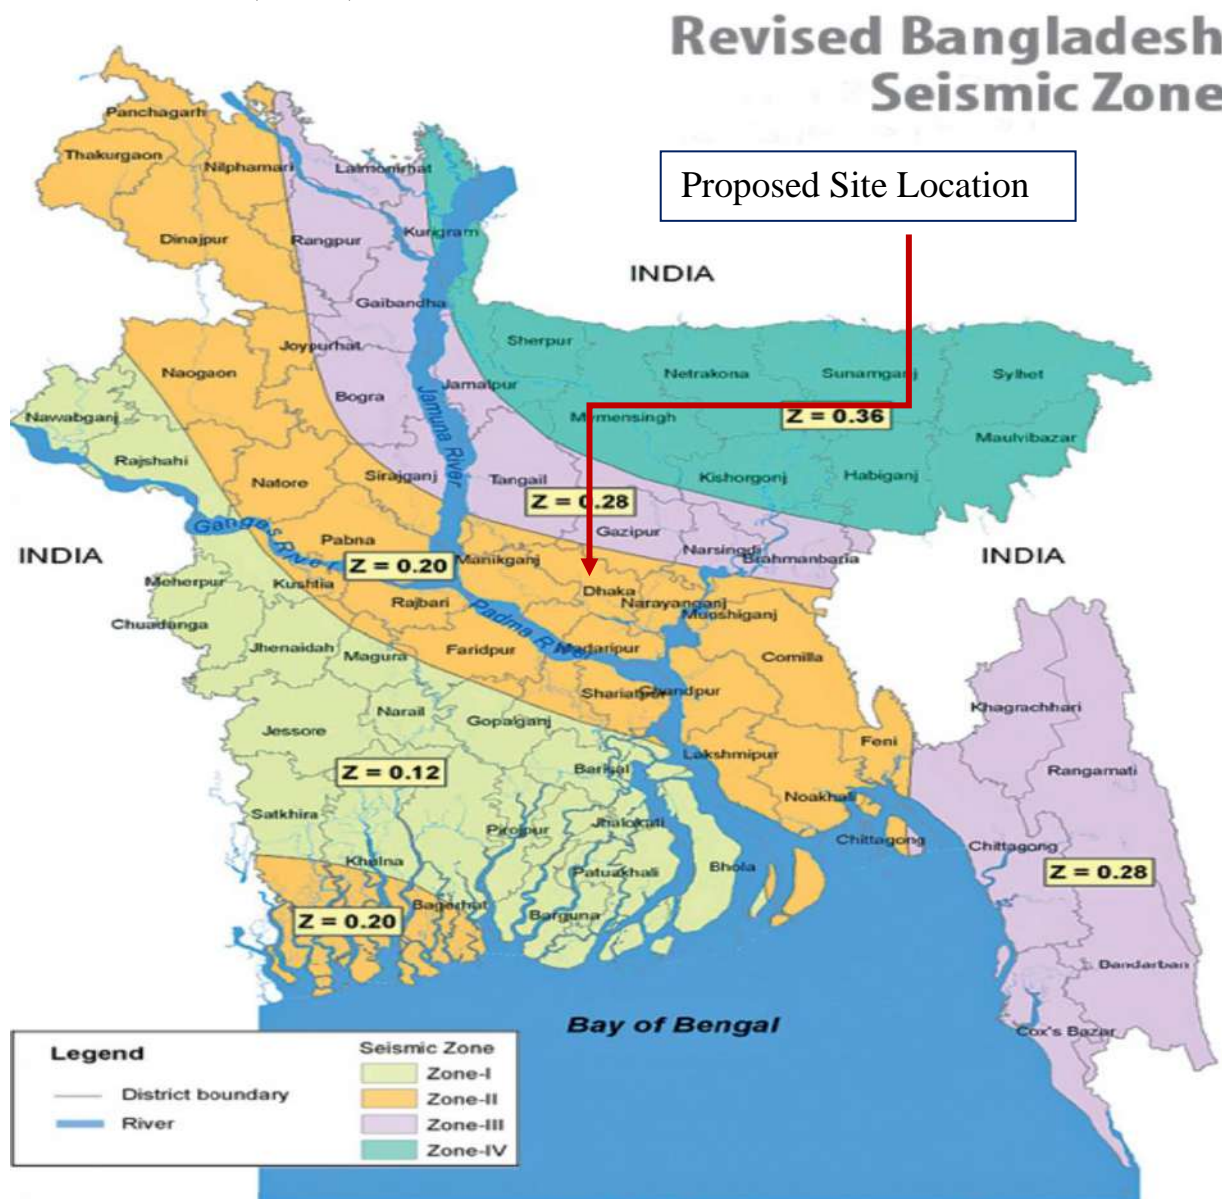 Revised Bangladesh
Seismic Zone
Proposed Site Location
INDIA
Panchagarh
Thakurgaon
Nilphamari
Lalmonirhat
Dinajpur
Rangpur
Kurigram
Gaibandha
Joypurhat
Sherpur
Naogaon
Netrakona
Sunamganj
Sylhet
Bogra
Jamalpur
Nawabganj
Mymensingh
Z = 0.36
Maulvibazar
Jamuna River
Rajshahi
Natore
Sirajganj
Tangail
Kishorgonj
Habiganj
Z = 0.28
Ganges River
Pabna
Gazipur
Narsingdi
Brahmanbaria
INDIA
INDIA
Z = 0.20
Manikganj
Meherpur
Kushtia
Dhaka
Rajbari
Narayanganj
Munshiganj
Chuadanga
Padma River
Jhenaidah
Magura
Faridpur
Madaripur
Comilla
Shariatpur
Chandpur
Narail
Gopalganj
Khagrachhari
Jessore
Lakshmipur
Feni
Z = 0.12
Barisal
Rangamati
Noakhali
Satkhira
Pirojpur
Jhalokati
Chittagong
Chittagong
Khulna
Patuakhali
Bhola
Z = 0.28
Z = 0.20
Bagerhat
Barguna
Bandarban
Bay of Bengal
Cox's Bazar
Legend
District boundary
River
Seismic Zone
Zone-I
Zone-II
Zone-III
Zone-IV